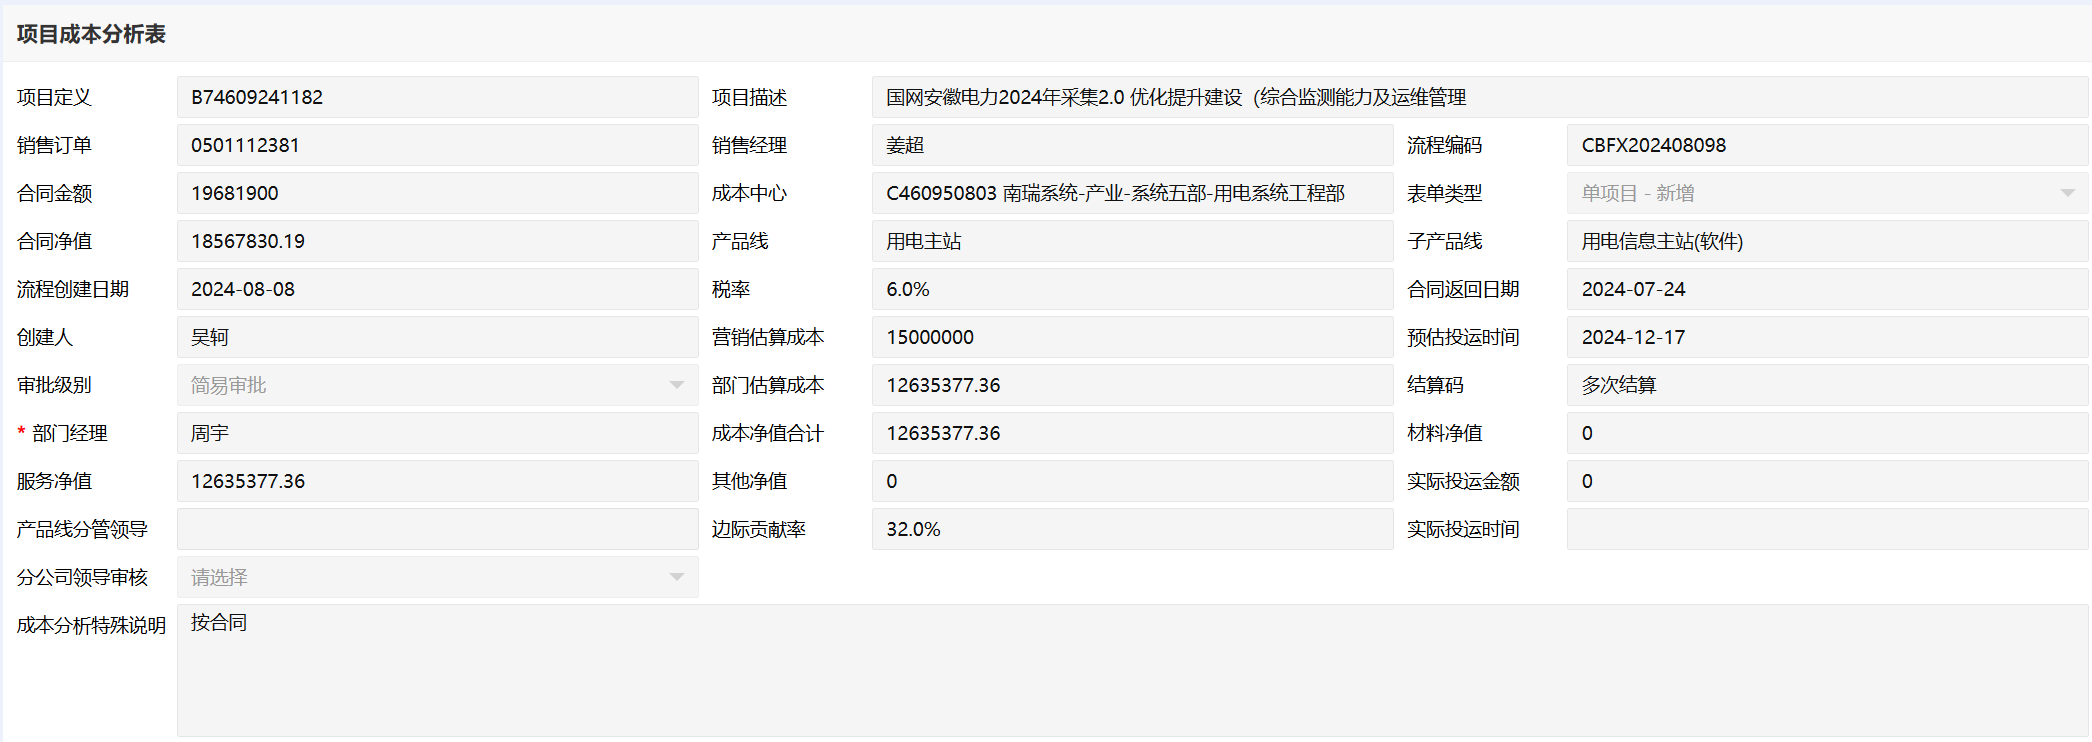 项目成本分析表
项目定义 B74609241182 项目描述 国网安徽电力2024年采集2.0 优化提升建设（综合监测能力及运维管理
销售订单 0501112381 销售经理 姜超 流程编码 CBFX202408098
合同金额 19681900 成本中心 C460950803 南瑞系统-产业-系统五部-用电系统工程部 表单类型 单项目 - 新增
合同净值 18567830.19 产品线 用电主站 子产品线 用电信息主站(软件)
流程创建日期 2024-08-08 税率 6.0% 合同返回日期 2024-07-24
创建人 吴轲 营销估算成本 15000000 预估投运时间 2024-12-17
审批级别 简易审批 部门估算成本 12635377.36 结算码 多次结算
* 部门经理 周宇 成本净值合计 12635377.36 材料净值 0
服务净值 12635377.36 其他净值 0 实际投运金额 0
产品线分管领导 边际贡献率 32.0% 实际投运时间
分公司领导审核 请选择
成本分析特殊说明 按合同